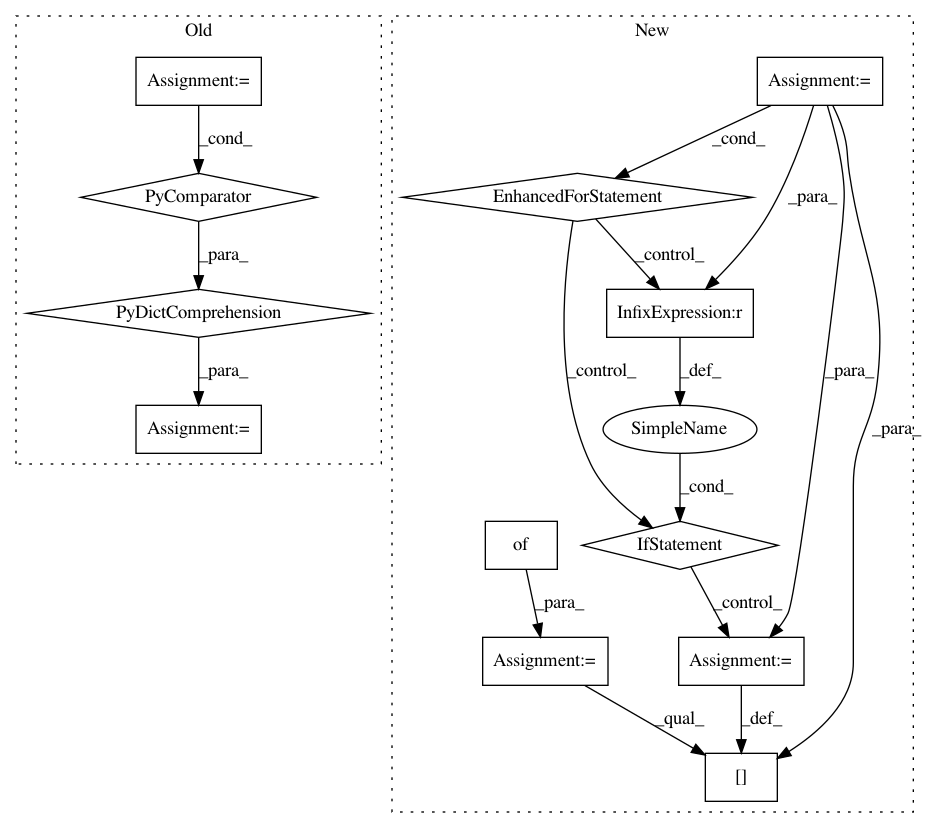 Old
New
Assignment:=
Assignment:=
_cond_
_cond_
PyComparator
EnhancedForStatement
_para_
_para_
_control_
PyDictComprehension
InfixExpression:r
_para_
_control_
_def_
_para_
_para_
Assignment:=
SimpleName
_cond_
of
IfStatement
_para_
_control_
Assignment:=
Assignment:=
_qual_
_def_
[]